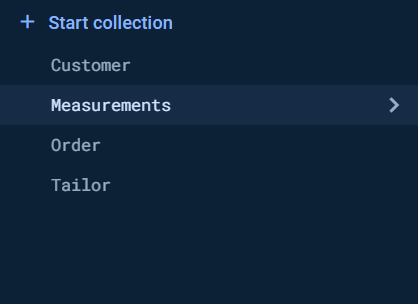 + Start collection
Customer
Measurements
Order
Tailor